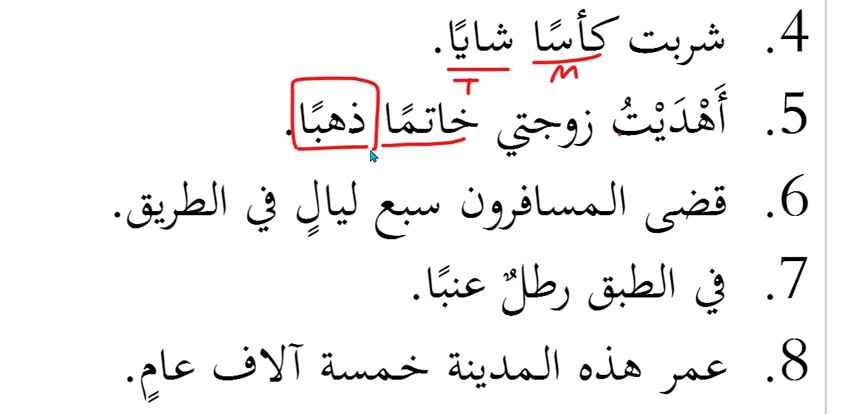 4. شربت كأسًا شايًا.
M T
5. أَهْدَيْتُ زوجتي خاتمًا ذهبًا.
6. قضى المسافرون سبع ليالٍ في الطريق.
7. في الطبق رطلٌ عنبًا.
8. عمر هذه المدينة خمسة آلاف عامٍ.